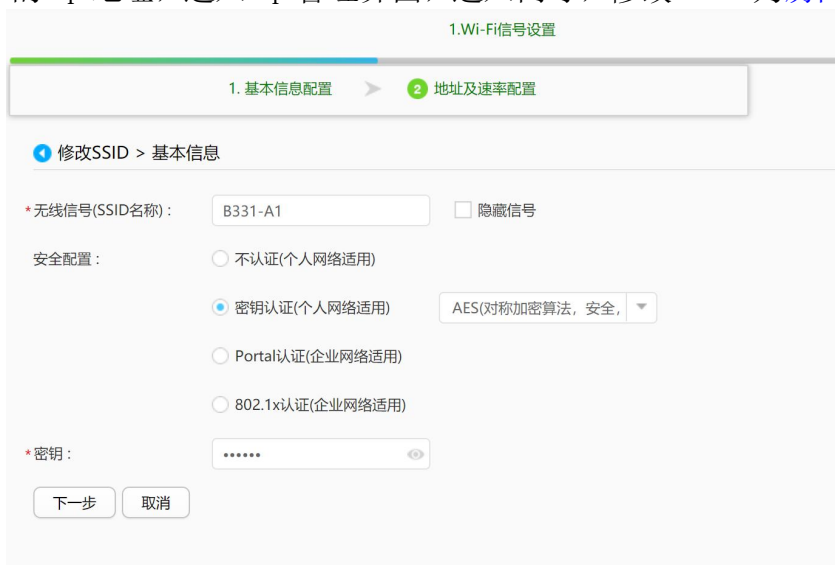 1.Wi-Fi信号设置
1. 基本信息配置 2 地址及速率配置
修改SSID > 基本信息
*无线信号(SSID名称) : B331-A1 隐藏信号
安全配置 : 不认证(个人网络适用)
密钥认证(个人网络适用) AES(对称加密算法，安全,
Portal认证(企业网络适用)
802.1x认证(企业网络适用)
*密钥 : ••••••
下一步 取消